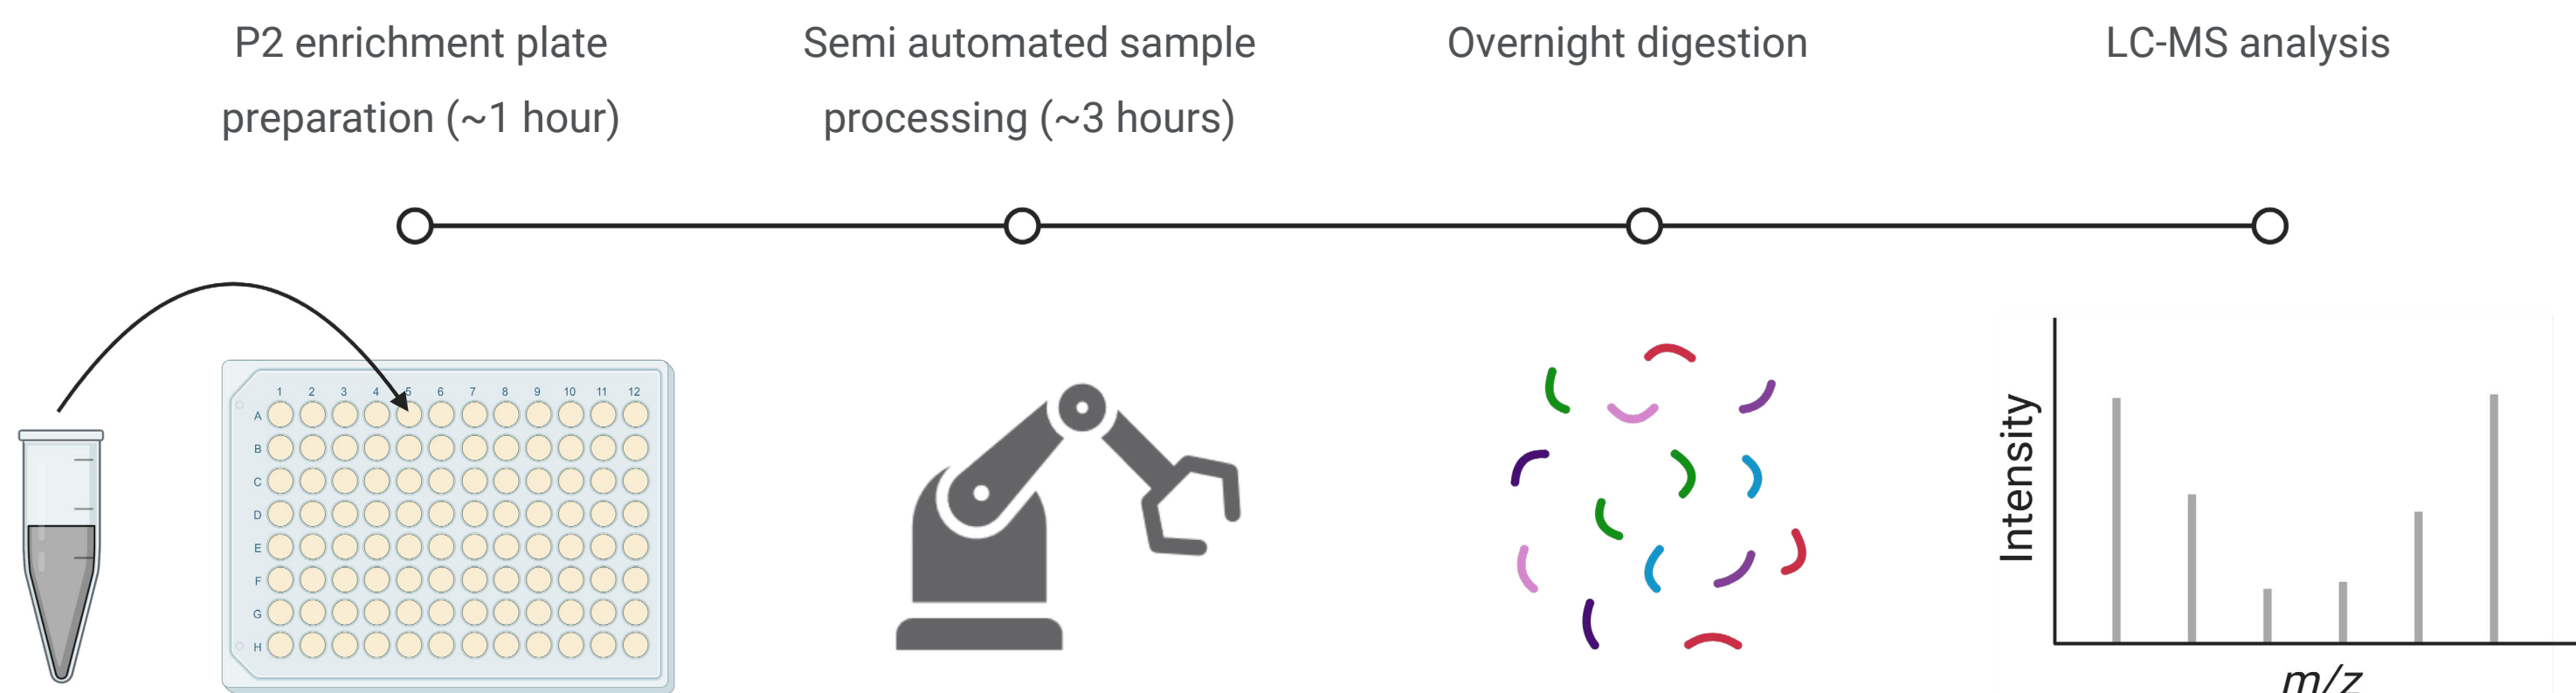 P2 enrichment plate
preparation (~1 hour)
Semi automated sample
processing (~3 hours)
Overnight digestion
LC-MS analysis
1 2 3 4 5 6 7 8 9 10 11 12
A
B
C
D
E
F
G
H
Intensity
m/z